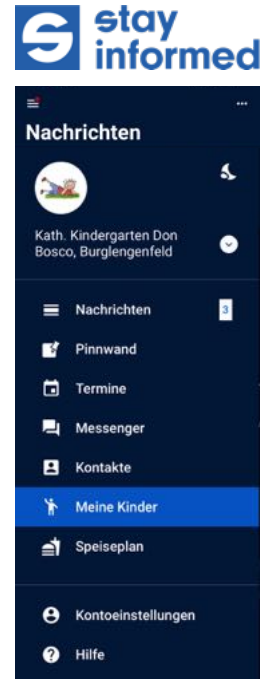 stay
informed
Nachrichten
Kath. Kindergarten Don
Bosco, Burglengenfeld
Nachrichten 3
Pinnwand
Termine
Messenger
Kontakte
Meine Kinder
Speiseplan
Kontoeinstellungen
Hilfe